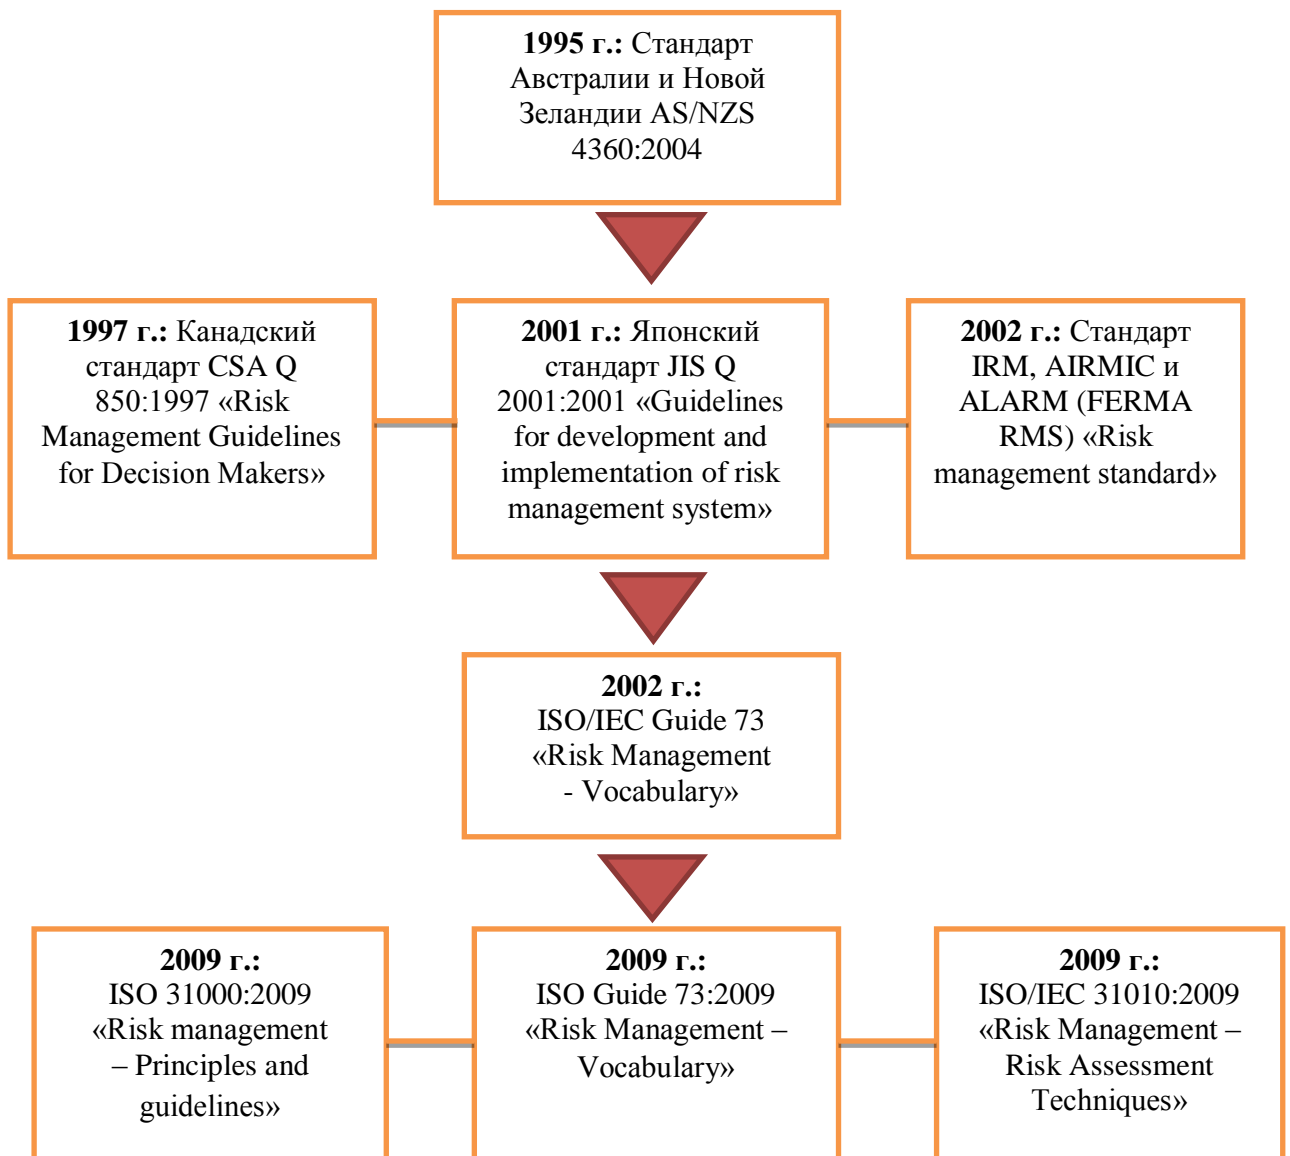 1995 г.: Стандарт
Австралии и Новой
Зеландии AS/NZS
4360:2004
1997 г.: Канадский
стандарт CSA Q
850:1997 «Risk
Management Guidelines
for Decision Makers»
2001 г.: Японский
стандарт JIS Q
2001:2001 «Guidelines
for development and
implementation of risk
management system»
2002 г.: Стандарт
IRM, AIRMIC и
ALARM (FERMA
RMS) «Risk
management standard»
2002 г.:
ISO/IEC Guide 73
«Risk Management
- Vocabulary»
2009 г.:
ISO 31000:2009
«Risk management
– Principles and
guidelines»
2009 г.:
ISO Guide 73:2009
«Risk Management –
Vocabulary»
2009 г.:
ISO/IEC 31010:2009
«Risk Management –
Risk Assessment
Techniques»